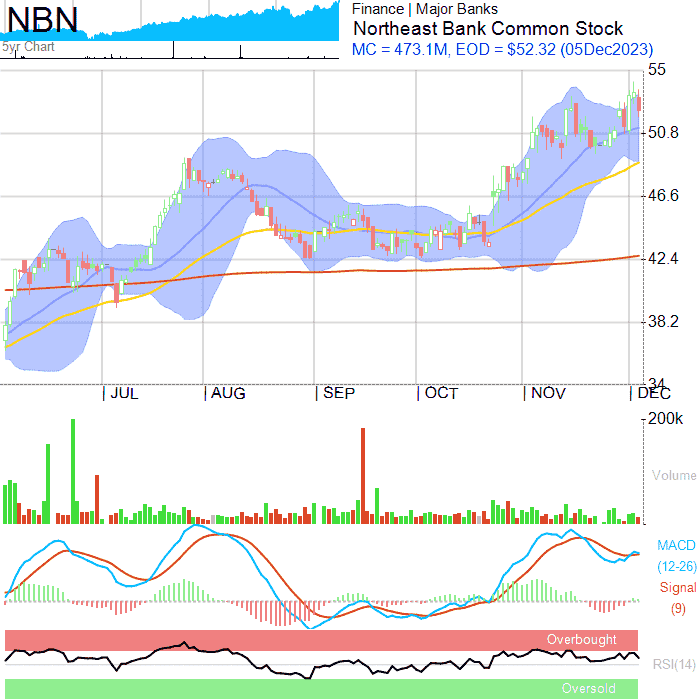 NBN
5yr Chart
Finance | Major Banks
Northeast Bank Common Stock
MC = 473.1M, EOD = $52.32 (05Dec2023)
55
50.8
46.6
42.4
38.2
34
JUL AUG SEP OCT NOV DEC
200k
Volume
MACD
(12-26)
Signal
(9)
Overbought
RSI(14)
Oversold